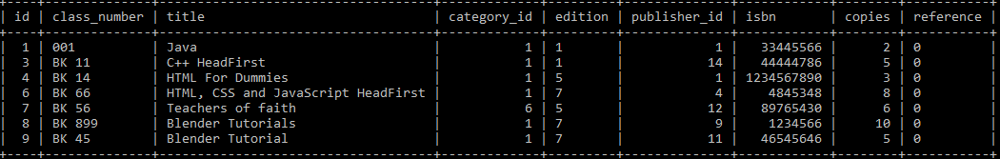 | id | class_number | title | category_id | edition | publisher_id | isbn | copies | reference |
| 1 | 001 | Java | 1 | 1 | 1 | 33445566 | 2 | 0 |
| 3 | BK 11 | C++ HeadFirst | 1 | 1 | 14 | 44444786 | 5 | 0 |
| 4 | BK 14 | HTML For Dummies | 1 | 5 | 1 | 1234567890 | 3 | 0 |
| 6 | BK 66 | HTML, CSS and JavaScript HeadFirst | 1 | 7 | 4 | 4845348 | 8 | 0 |
| 7 | BK 56 | Teachers of faith | 6 | 5 | 12 | 89765430 | 6 | 0 |
| 8 | BK 899 | Blender Tutorials | 1 | 7 | 9 | 1234566 | 10 | 0 |
| 9 | BK 45 | Blender Tutorial | 1 | 7 | 11 | 46545646 | 5 | 0 |